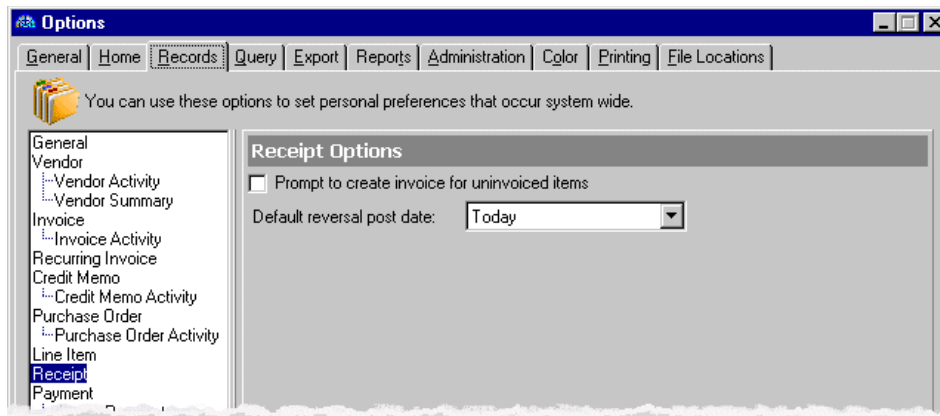 Options
General Home Records Query Export Reports Administration Color Printing File Locations
You can use these options to set personal preferences that occur system wide.
General
Vendor
Vendor Activity
Vendor Summary
Invoice
Invoice Activity
Recurring Invoice
Credit Memo
Credit Memo Activity
Purchase Order
Purchase Order Activity
Line Item
Receipt
Payment
Receipt Options
Prompt to create invoice for uninvoiced items
Default reversal post date: Today